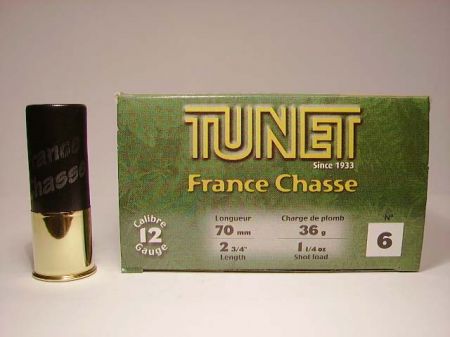 TUNET
Since 1933
France Chasse
France
Chasse
Calibre
12
Gauge
Longueur
70 mm
2 3/4"
Length
Charge de plomb
36 g
1 1/4 oz
Shot load
N°
6